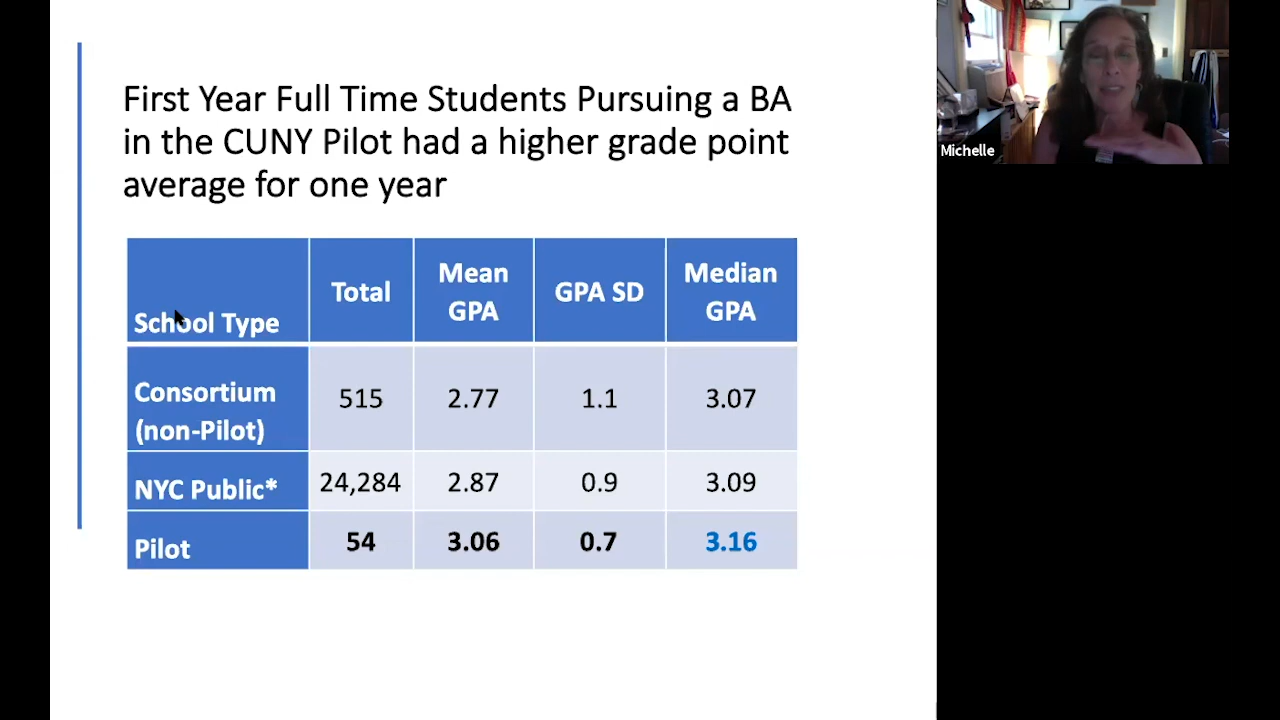 First Year Full Time Students Pursuing a BA
in the CUNY Pilot had a higher grade point
average for one year
School Type Total Mean GPA GPA SD Median GPA
Consortium (non-Pilot) 515 2.77 1.1 3.07
NYC Public* 24,284 2.87 0.9 3.09
Pilot 54 3.06 0.7 3.16
Michelle